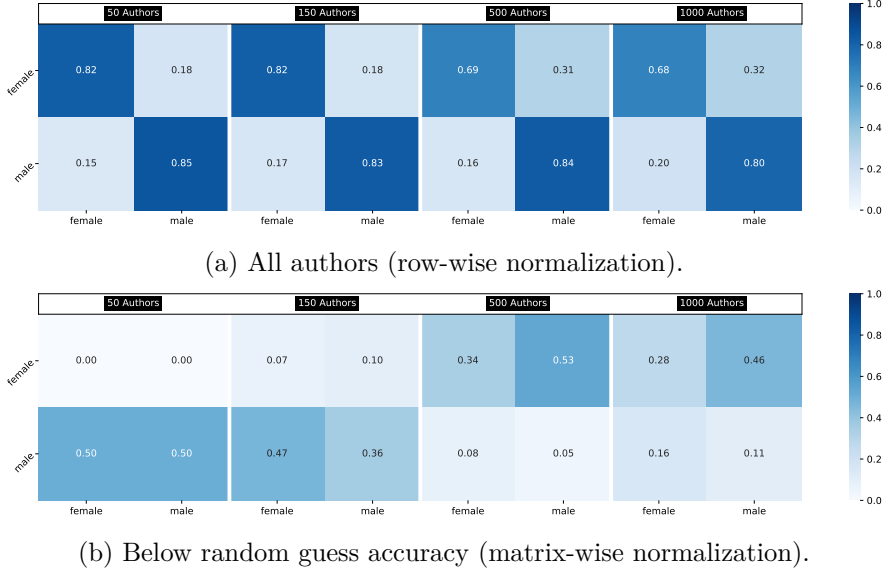 50 Authors 150 Authors 500 Authors 1000 Authors 1.0
female 0.82 0.18 0.82 0.18 0.69 0.31 0.68 0.32 0.8
0.6
0.4
male 0.15 0.85 0.17 0.83 0.16 0.84 0.20 0.80 0.2
0.0
female male female male female male female male
(a) All authors (row-wise normalization).
50 Authors 150 Authors 500 Authors 1000 Authors 1.0
female 0.00 0.00 0.07 0.10 0.34 0.53 0.28 0.46 0.8
0.6
0.4
male 0.50 0.50 0.47 0.36 0.08 0.05 0.16 0.11 0.2
0.0
female male female male female male female male
(b) Below random guess accuracy (matrix-wise normalization).